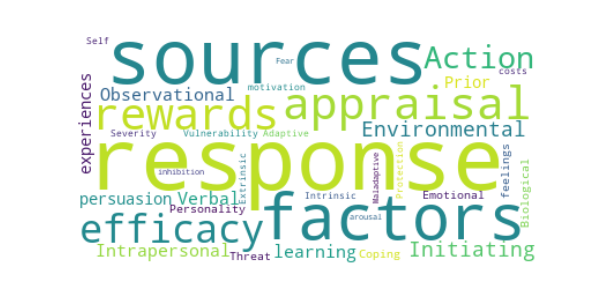 Self
sources
Fear
Action
costs
experiences
Observational
motivation
Prior
rewards
appraisal
Severity
Vulnerability
Adaptive
Environmental
response
inhibition
Extrinsic
Maladaptive
Protection
feelings
Biological
persuasion
Verbal
Intrinsic
Emotional
Personality
efficacy
factors
arousal
Intrapersonal
Threat
learning
Coping
Initiating